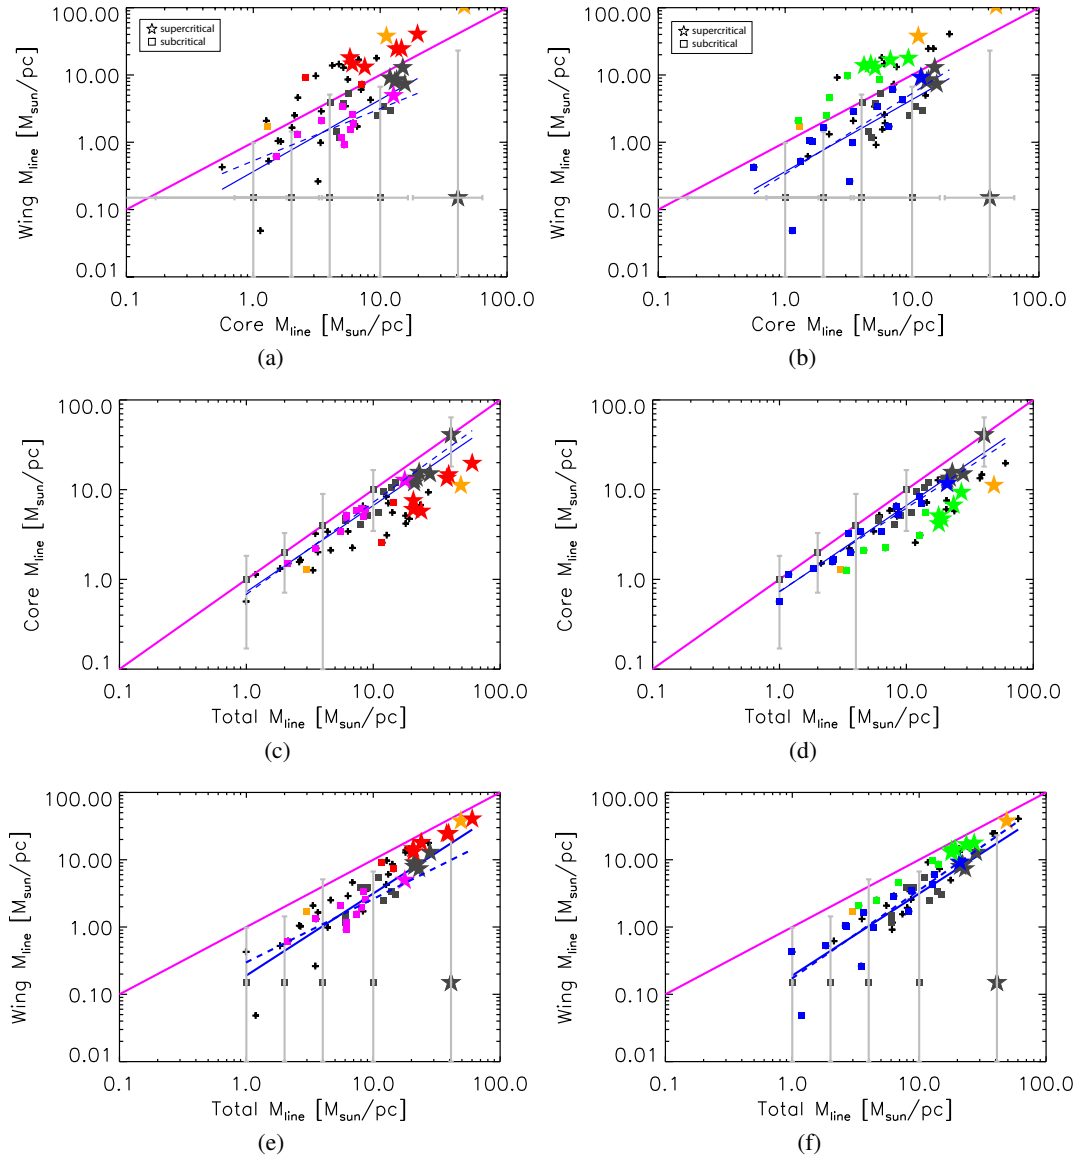 100.00
10.00
1.00
0.10
0.01
Wing M_line [M_sun/pc]
supercritical
subcritical
0.1 1.0 10.0 100.0
Core M_line [M_sun/pc]
(a)
100.00
10.00
1.00
0.10
0.01
Wing M_line [M_sun/pc]
supercritical
subcritical
0.1 1.0 10.0 100.0
Core M_line [M_sun/pc]
(b)
100.0
10.0
1.0
0.1
Core M_line [M_sun/pc]
0.1 1.0 10.0 100.0
Total M_line [M_sun/pc]
(c)
100.0
10.0
1.0
0.1
Core M_line [M_sun/pc]
0.1 1.0 10.0 100.0
Total M_line [M_sun/pc]
(d)
100.00
10.00
1.00
0.10
0.01
Wing M_line [M_sun/pc]
0.1 1.0 10.0 100.0
Total M_line [M_sun/pc]
(e)
100.00
10.00
1.00
0.10
0.01
Wing M_line [M_sun/pc]
0.1 1.0 10.0 100.0
Total M_line [M_sun/pc]
(f)